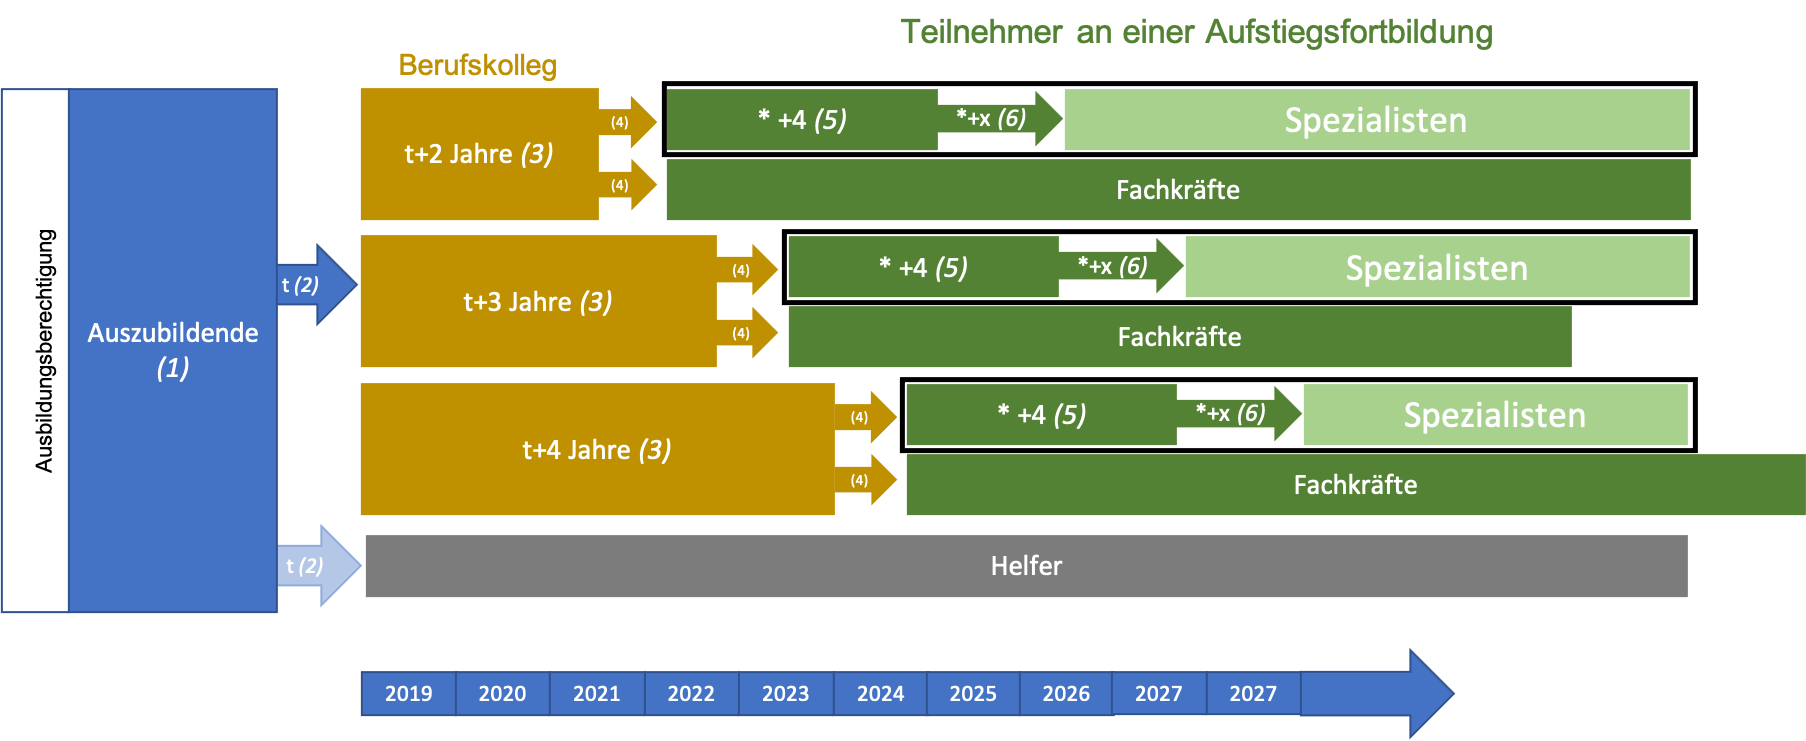 Teilnehmer an einer Aufstiegsfortbildung
Berufskolleg
Ausbildungsberechtigung
Auszubildende
(1)
t (2)
t (2)
t+2 Jahre (3)
(4)
(4)
* +4 (5)
*+x (6)
Spezialisten
Fachkräfte
t+3 Jahre (3)
(4)
(4)
* +4 (5)
*+x (6)
Spezialisten
Fachkräfte
t+4 Jahre (3)
(4)
(4)
* +4 (5)
*+x (6)
Spezialisten
Fachkräfte
Helfer
2019 2020 2021 2022 2023 2024 2025 2026 2027 2027